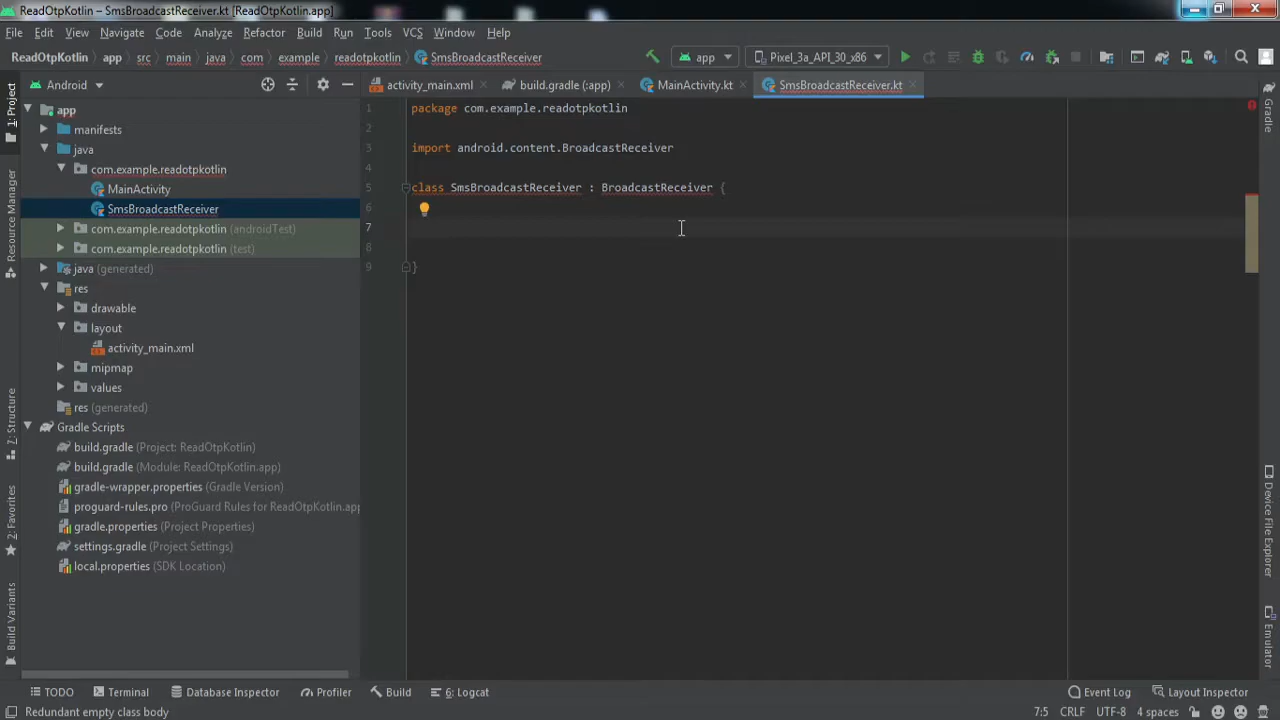 ReadOtpKotlin – SmsBroadcastReceiver.kt [ReadOtpKotlin.app]
File Edit View Navigate Code Analyze Refactor Build Run Tools VCS Window Help
ReadOtpKotlin app src main java com example readotpkotlin SmsBroadcastReceiver app Pixel_3a_API_30_x86
Android activity_main.xml build.gradle (:app) MainActivity.kt SmsBroadcastReceiver.kt
1: Project
Resource Manager
7: Structure
2: Favorites
Build Variants
app
manifests
java
com.example.readotpkotlin
MainActivity
SmsBroadcastReceiver
com.example.readotpkotlin (androidTest)
com.example.readotpkotlin (test)
java (generated)
res
drawable
layout
activity_main.xml
mipmap
values
res (generated)
Gradle Scripts
build.gradle (Project: ReadOtpKotlin)
build.gradle (Module: ReadOtpKotlin.app)
gradle-wrapper.properties (Gradle Version)
proguard-rules.pro (ProGuard Rules for ReadOtpKotlin.app
gradle.properties (Project Properties)
settings.gradle (Project Settings)
local.properties (SDK Location)
1 package com.example.readotpkotlin
2
3 import android.content.BroadcastReceiver
4
5 class SmsBroadcastReceiver : BroadcastReceiver {
6
7
8
9 }
Gradle
Device File Explorer
Emulator
TODO Terminal Database Inspector Profiler Build 6: Logcat Event Log Layout Inspector
Redundant empty class body 7:5 CRLF UTF-8 4 spaces